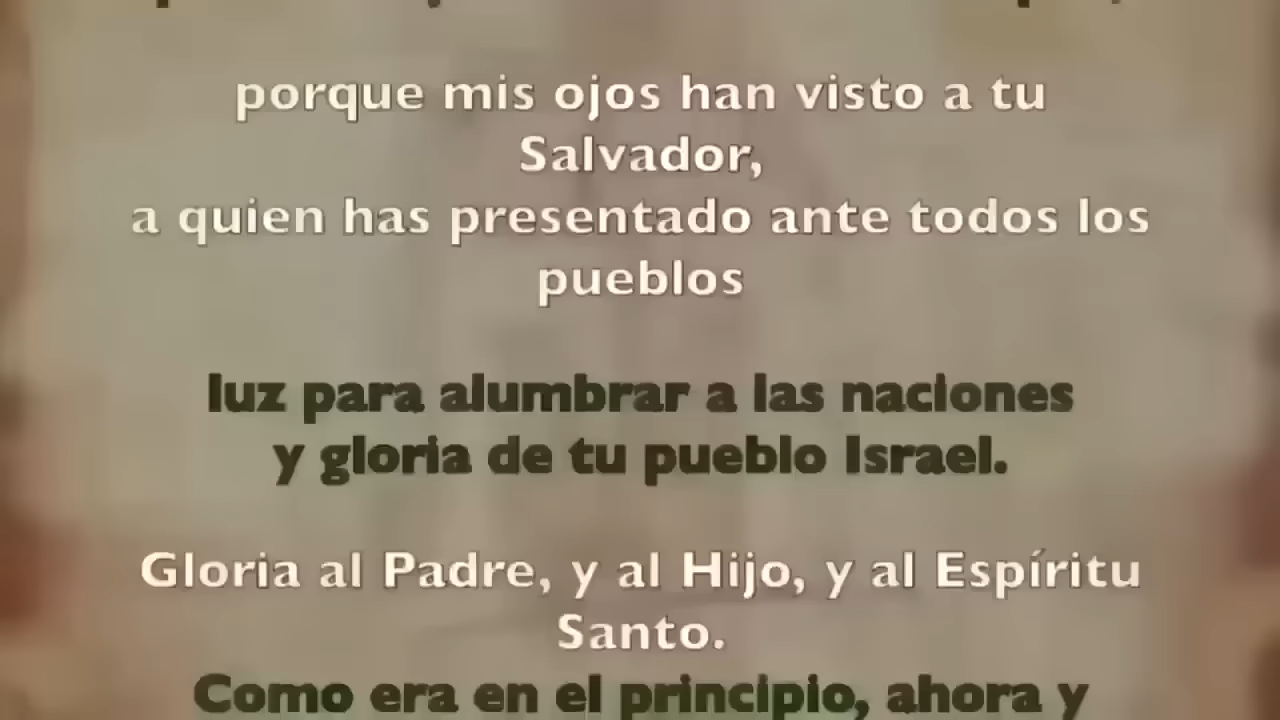 porque mis ojos han visto a tu
Salvador,
a quien has presentado ante todos los
pueblos
luz para alumbrar a las naciones
y gloria de tu pueblo Israel.
Gloria al Padre, y al Hijo, y al Espíritu
Santo.
Como era en el principio, ahora y